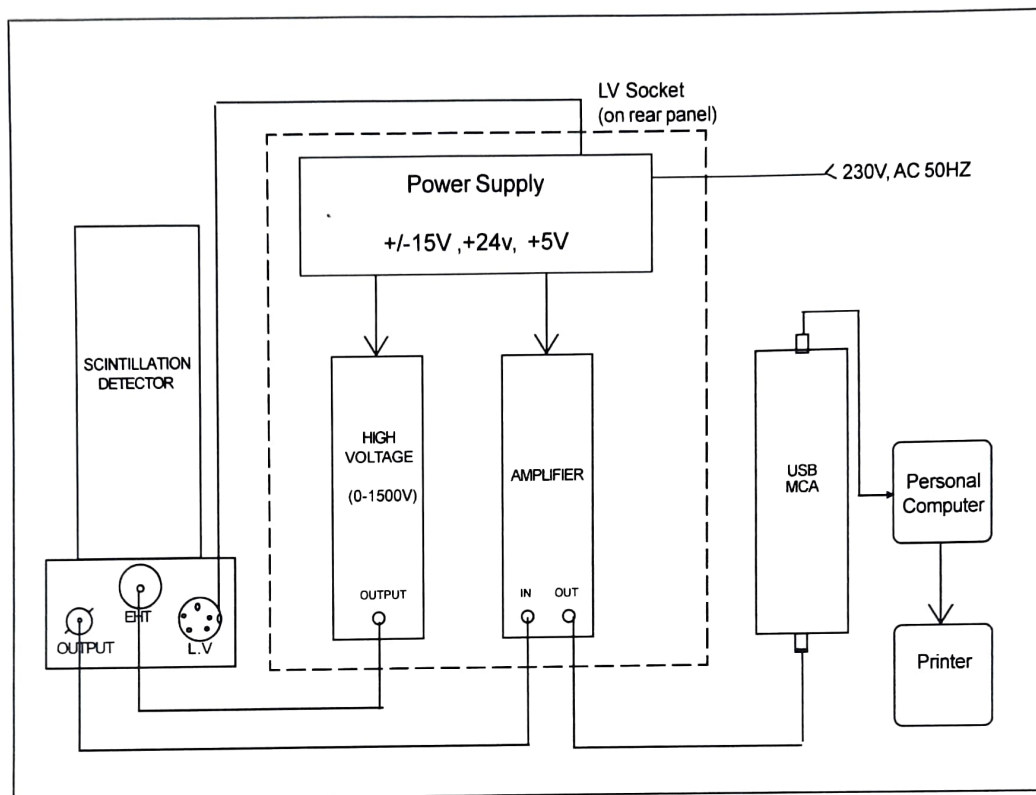 LV Socket
(on rear panel)
Power Supply
+/-15V ,+24v, +5V
230V, AC 50HZ
SCINTILLATION
DETECTOR
HIGH
VOLTAGE
(0-1500V)
OUTPUT
AMPLIFIER
IN OUT
USB
MCA
Personal
Computer
Printer
EHT
OUTPUT
L.V